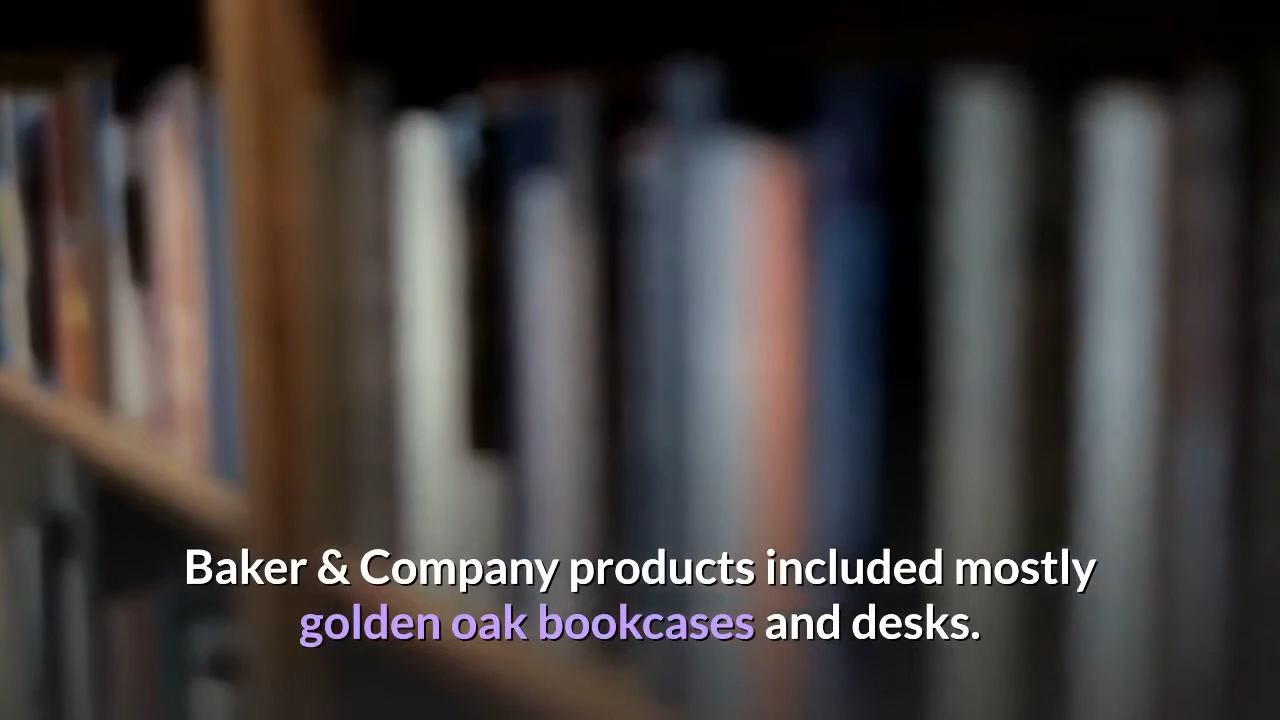 Baker & Company products included mostly
golden oak bookcases and desks.